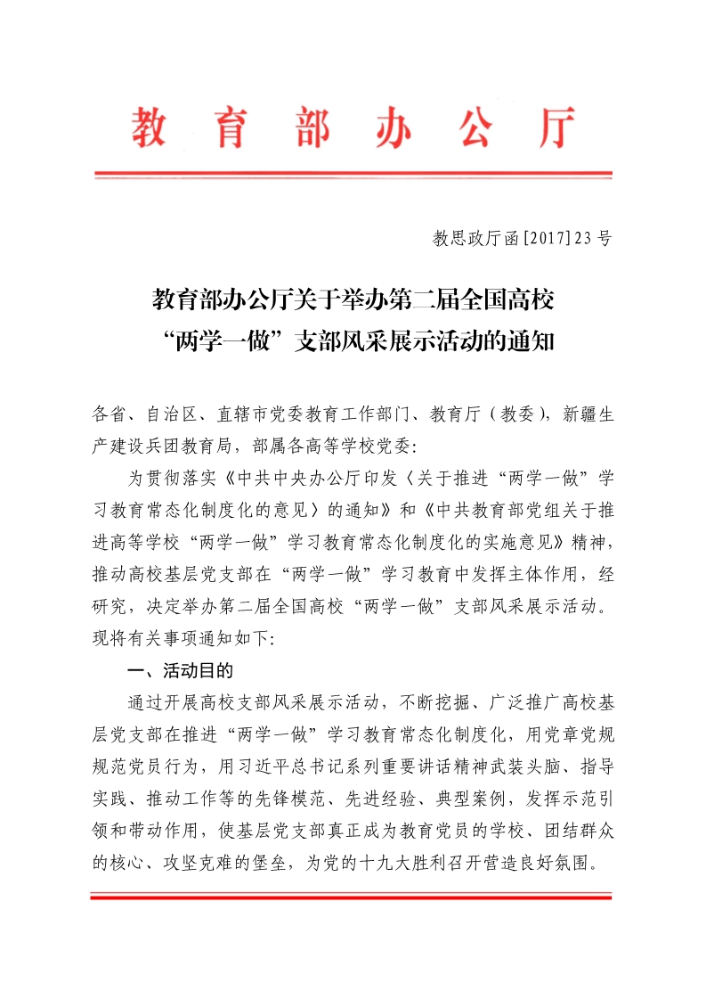 教育部办公厅
教思政厅函[2017]23号
教育部办公厅关于举办第二届全国高校
“两学一做”支部风采展示活动的通知
各省、自治区、直辖市党委教育工作部门、教育厅（教委），新疆生
产建设兵团教育局，部属各高等学校党委：
为贯彻落实《中共中央办公厅印发〈关于推进“两学一做”学
习教育常态化制度化的意见〉的通知》和《中共教育部党组关于推
进高等学校“两学一做”学习教育常态化制度化的实施意见》精神，
推动高校基层党支部在“两学一做”学习教育中发挥主体作用，经
研究，决定举办第二届全国高校“两学一做”支部风采展示活动。
现将有关事项通知如下：
一、活动目的
通过开展高校支部风采展示活动，不断挖掘、广泛推广高校基
层党支部在推进“两学一做”学习教育常态化制度化，用党章党规
规范党员行为，用习近平总书记系列重要讲话精神武装头脑、指导
实践、推动工作等的先锋模范、先进经验、典型案例，发挥示范引
领和带动作用，使基层党支部真正成为教育党员的学校、团结群众
的核心、攻坚克难的堡垒，为党的十九大胜利召开营造良好氛围。